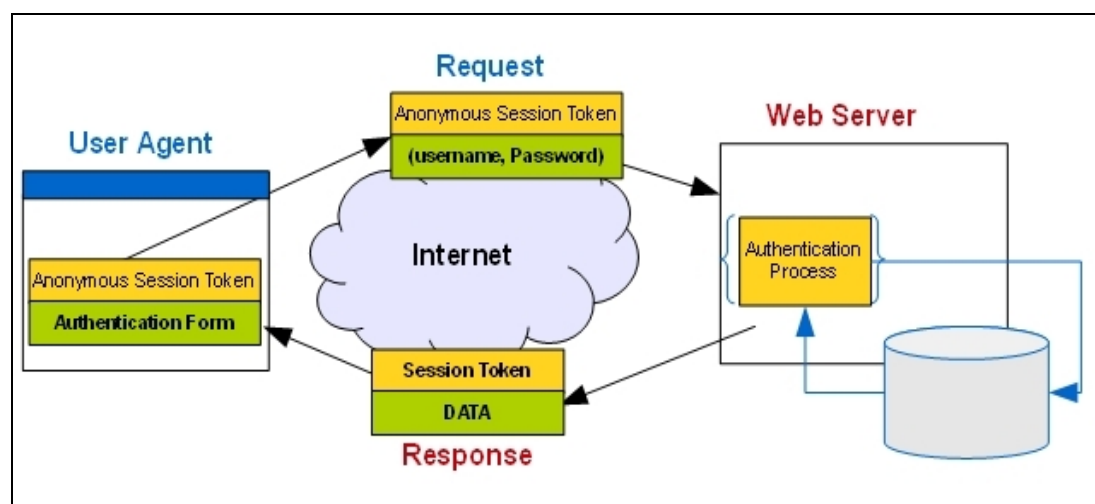 Request
Anonymous Session Token
(username, Password)
Web Server
User Agent
Anonymous Session Token
Authentication Form
Internet
Authentication
Process
Session Token
DATA
Response